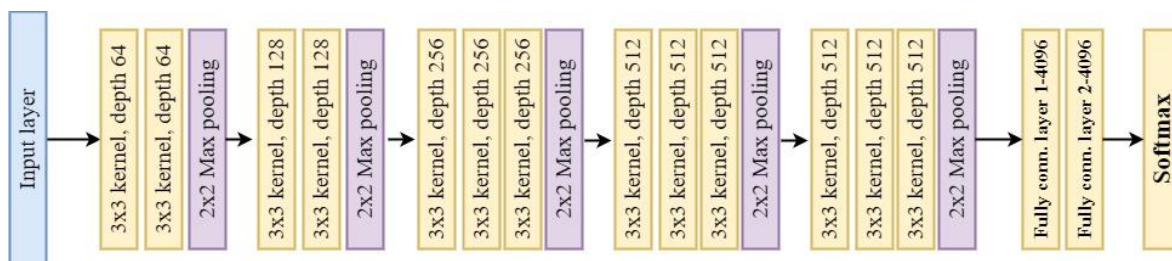 Input layer
3x3 kernel, depth 64
3x3 kernel, depth 64
2x2 Max pooling
3x3 kernel, depth 128
3x3 kernel, depth 128
2x2 Max pooling
3x3 kernel, depth 256
3x3 kernel, depth 256
3x3 kernel, depth 256
2x2 Max pooling
3x3 kernel, depth 512
3x3 kernel, depth 512
3x3 kernel, depth 512
2x2 Max pooling
3x3 kernel, depth 512
3x3 kernel, depth 512
3x3 kernel, depth 512
2x2 Max pooling
Fully conn. layer 1-4096
Fully conn. layer 2-4096
Softmax